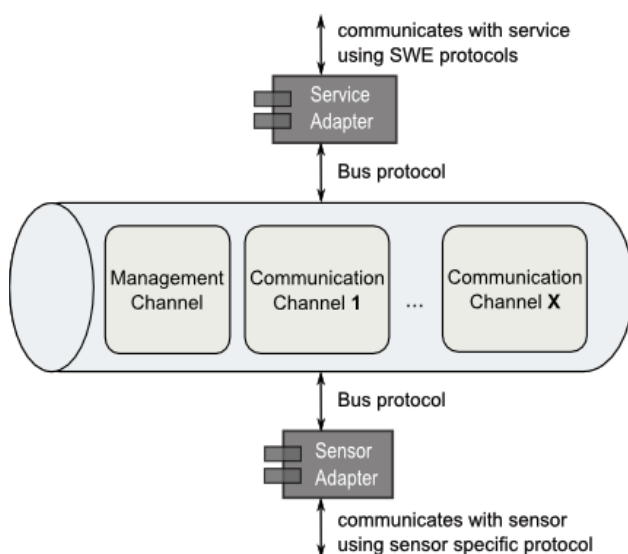 communicates with service
using SWE protocols
Service
Adapter
Bus protocol
Management
Channel
Communication
Channel 1
...
Communication
Channel X
Bus protocol
Sensor
Adapter
communicates with sensor
using sensor specific protocol